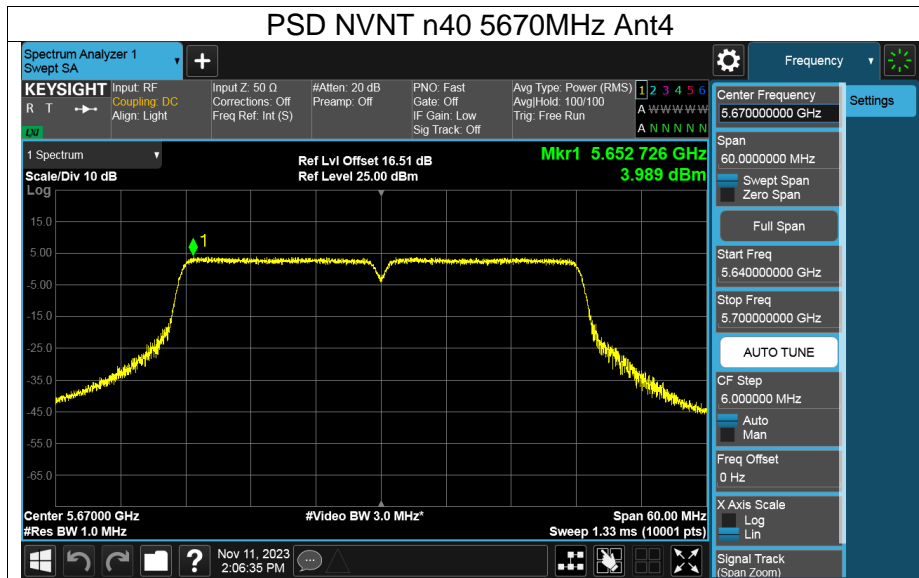 PSD NVNT n40 5670MHz Ant4
Spectrum Analyzer 1
Swept SA
+
Frequency
KEYSIGHT
R T
LXI
Input: RF
Coupling: DC
Align: Light
Input Z: 50 Ω
Corrections: Off
Freq Ref: Int (S)
#Atten: 20 dB
Preamp: Off
PNO: Fast
Gate: Off
IF Gain: Low
Sig Track: Off
Avg Type: Power (RMS)
Avg|Hold: 100/100
Trig: Free Run
1 2 3 4 5 6
A W W W W W
A N N N N N
1 Spectrum
Scale/Div 10 dB
Log
Ref Lvl Offset 16.51 dB
Ref Level 25.00 dBm
Mkr1 5.652 726 GHz
3.989 dBm
15.0
5.00
-5.00
-15.0
-25.0
-35.0
-45.0
-55.0
-65.0
1
Center 5.67000 GHz
#Res BW 1.0 MHz
#Video BW 3.0 MHz*
Span 60.00 MHz
Sweep 1.33 ms (10001 pts)
Center Frequency
5.670000000 GHz
Settings
Span
60.0000000 MHz
Swept Span
Zero Span
Full Span
Start Freq
5.640000000 GHz
Stop Freq
5.700000000 GHz
AUTO TUNE
CF Step
6.000000 MHz
Auto
Man
Freq Offset
0 Hz
X Axis Scale
Log
Lin
Signal Track
(Span Zoom)
?
Nov 11, 2023
2:06:35 PM